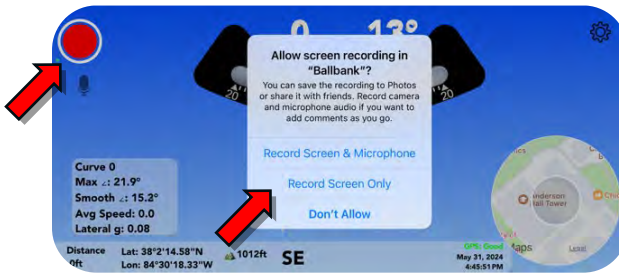 0 13°
20
20
Allow screen recording in
“Ballbank”?
You can save the recording to Photos
or share it with friends. Record camera
and microphone audio if you want to
add comments as you go.
Record Screen & Microphone
Record Screen Only
Don’t Allow
Curve 0
Max ∠: 21.9°
Smooth ∠: 15.2°
Avg Speed: 0.0
Lateral g: 0.08
Distance
0ft
Lat: 38°2'14.58"N
Lon: 84°30'18.33"W
1012ft
SE
GPS: Good
May 31, 2024
4:45:51 PM
Maps
Legal